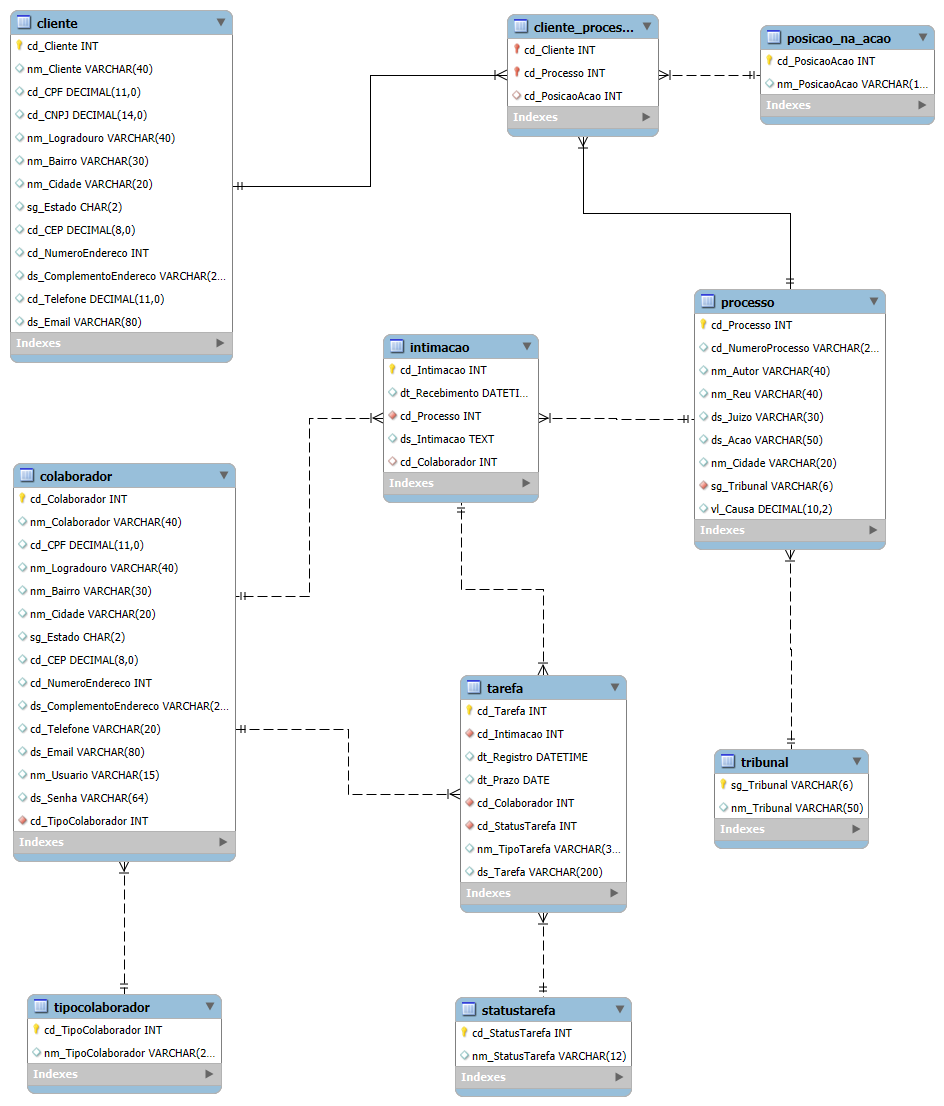 cliente
cd_Cliente INT
nm_Cliente VARCHAR(40)
cd_CPF DECIMAL(11,0)
cd_CNPJ DECIMAL(14,0)
nm_Logradouro VARCHAR(40)
nm_Bairro VARCHAR(30)
nm_Cidade VARCHAR(20)
sg_Estado CHAR(2)
cd_CEP DECIMAL(8,0)
cd_NumeroEndereco INT
ds_ComplementoEndereco VARCHAR(2...
cd_Telefone DECIMAL(11,0)
ds_Email VARCHAR(80)
Indexes
cliente_proces...
cd_Cliente INT
cd_Processo INT
cd_PosicaoAcao INT
Indexes
posicao_na_acao
cd_PosicaoAcao INT
nm_PosicaoAcao VARCHAR(1...
Indexes
processo
cd_Processo INT
cd_NumeroProcesso VARCHAR(2...
nm_Autor VARCHAR(40)
nm_Reu VARCHAR(40)
ds_Juizo VARCHAR(30)
ds_Acao VARCHAR(50)
nm_Cidade VARCHAR(20)
sg_Tribunal VARCHAR(6)
vl_Causa DECIMAL(10,2)
Indexes
intimacao
cd_Intimacao INT
dt_Recebimento DATETI...
cd_Processo INT
ds_Intimacao TEXT
cd_Colaborador INT
Indexes
colaborador
cd_Colaborador INT
nm_Colaborador VARCHAR(40)
cd_CPF DECIMAL(11,0)
nm_Logradouro VARCHAR(40)
nm_Bairro VARCHAR(30)
nm_Cidade VARCHAR(20)
sg_Estado CHAR(2)
cd_CEP DECIMAL(8,0)
cd_NumeroEndereco INT
ds_ComplementoEndereco VARCHAR(2...
cd_Telefone VARCHAR(20)
ds_Email VARCHAR(80)
nm_Usuario VARCHAR(15)
ds_Senha VARCHAR(64)
cd_TipoColaborador INT
Indexes
tarefa
cd_Tarefa INT
cd_Intimacao INT
dt_Registro DATETIME
dt_Prazo DATE
cd_Colaborador INT
cd_StatusTarefa INT
nm_TipoTarefa VARCHAR(3...
ds_Tarefa VARCHAR(200)
Indexes
tribunal
sg_Tribunal VARCHAR(6)
nm_Tribunal VARCHAR(50)
Indexes
tipocolaborador
cd_TipoColaborador INT
nm_TipoColaborador VARCHAR(2...
Indexes
statustarefa
cd_StatusTarefa INT
nm_StatusTarefa VARCHAR(12)
Indexes